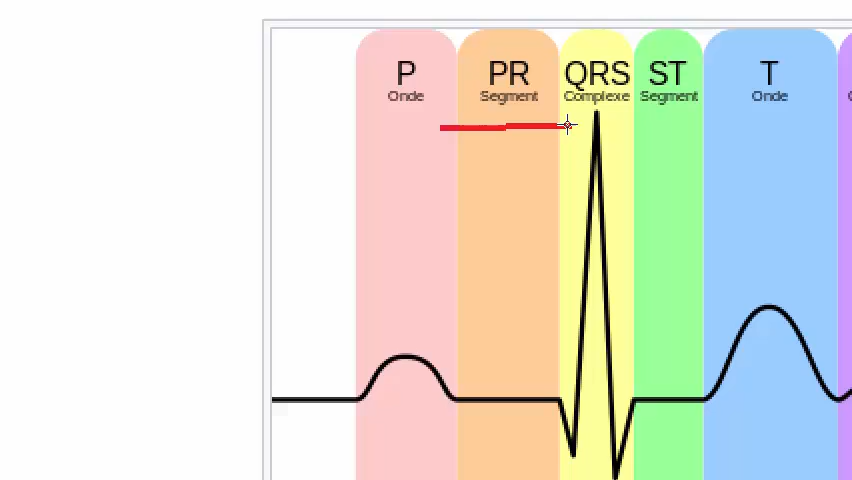 P
Onde
PR
Segment
QRS
Complexe
ST
Segment
T
Onde